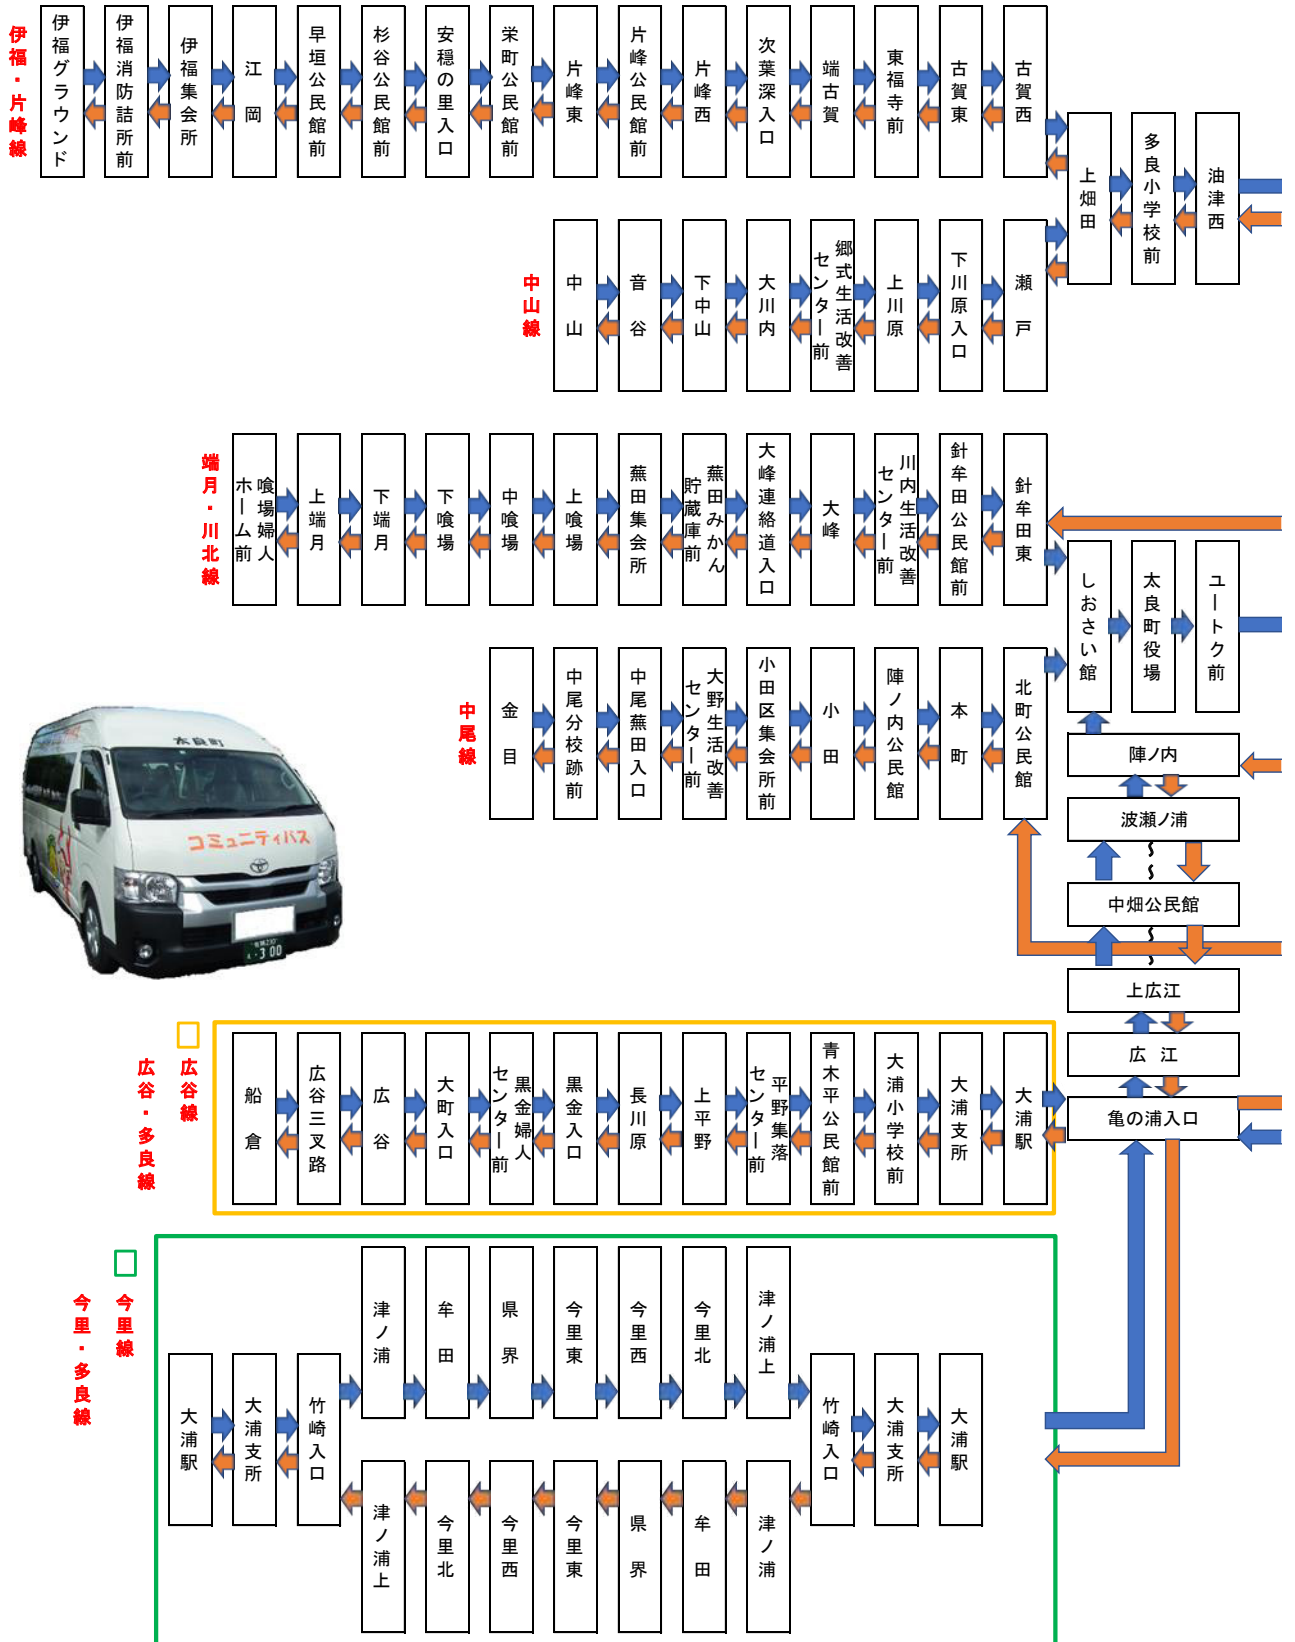 伊福・片峰線
伊福グラウンド
伊福消防詰所前
伊福集会所
江岡
早垣公民館前
杉谷公民館前
安穏の里入口
栄町公民館前
片峰東
片峰公民館前
片峰西
次葉深入口
端古賀
東福寺前
古賀東
古賀西
上畑田
多良小学校前
油津西
中山線
中山
音谷
下中山
大川内
郷式生活改善
センター前
上川原
下川原入口
瀬戸
端月・川北線
喰場婦人
ホーム前
上端月
下端月
下喰場
中喰場
上喰場
蕪田集会所
蕪田みかん
貯蔵庫前
大峰連絡道入口
大峰
川内生活改善
センター前
針牟田公民館前
針牟田東
しおさい館
太良町役場
ユートク前
中尾線
金目
中尾分校跡前
中尾蕪田入口
大野生活改善
センター前
小田区集会所前
小田
陣ノ内公民館
本町
北町公民館
陣ノ内
波瀬ノ浦
中畑公民館
上広江
広江
亀の浦入口
太良町
コミュニティバス
・300
広谷線
広谷・多良線
船倉
広谷三叉路
広谷
大町入口
黒金婦人
センター前
黒金入口
長川原
上平野
平野集落
センター前
青木平公民館前
大浦小学校前
大浦支所
大浦駅
今里線
今里・多良線
大浦駅
大浦支所
竹崎入口
津ノ浦
牟田
県界
今里東
今里西
今里北
津ノ浦上
竹崎入口
大浦支所
大浦駅
津ノ浦上
今里北
今里西
今里東
県界
牟田
津ノ浦